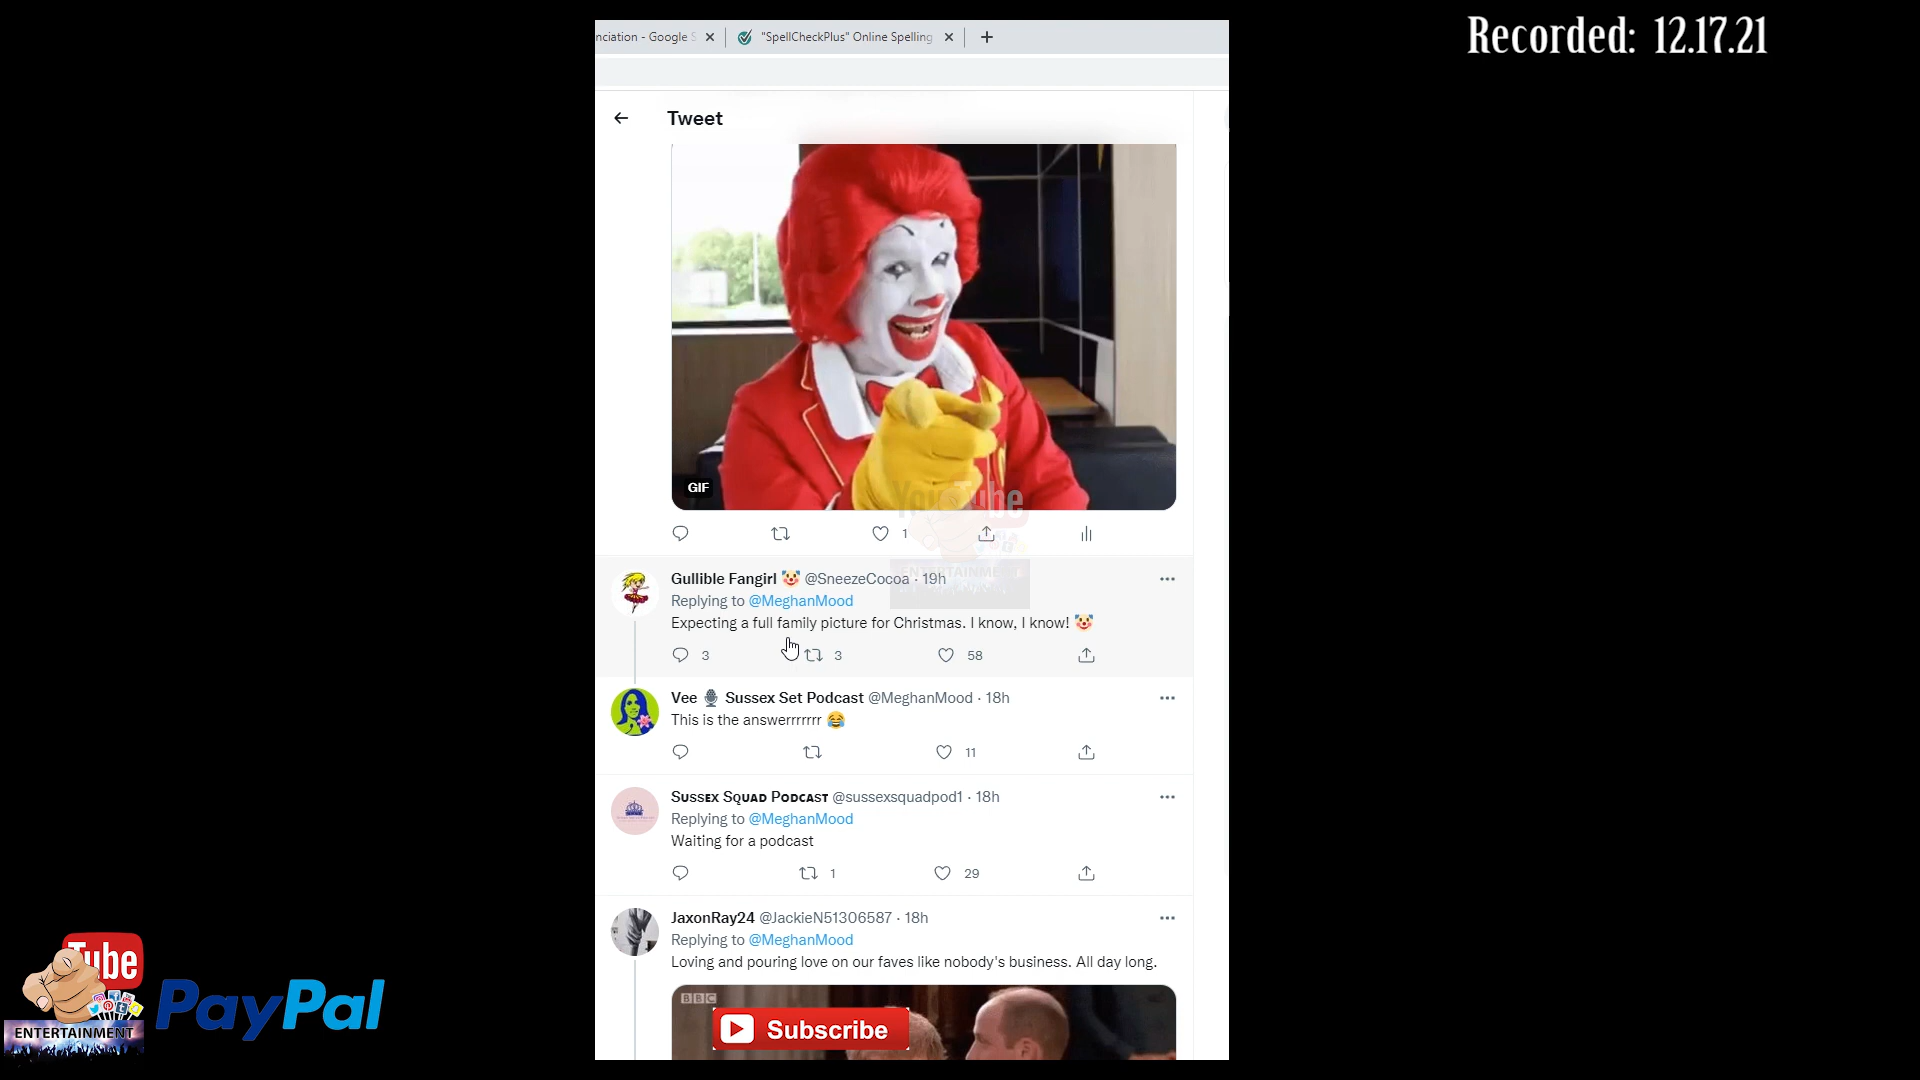 Recorded: 12.17.21
nciation - Google S
"SpellCheckPlus" Online Spelling
Tweet
GIF
YouTube
1
ENTERTAINMENT
Gullible Fangirl 🤡 @SneezeCocoa · 19h
Replying to @MeghanMood
Expecting a full family picture for Christmas. I know, I know! 🤡
3 3 58
Vee 🎙 Sussex Set Podcast @MeghanMood · 18h
This is the answerrrrrrr 😂
11
Sussex Squad Podcast @sussexsquadpod1 · 18h
Replying to @MeghanMood
Waiting for a podcast
1 29
JaxonRay24 @JackieN51306587 · 18h
Replying to @MeghanMood
Loving and pouring love on our faves like nobody's business. All day long.
BBC
Subscribe
Tube
ENTERTAINMENT
PayPal